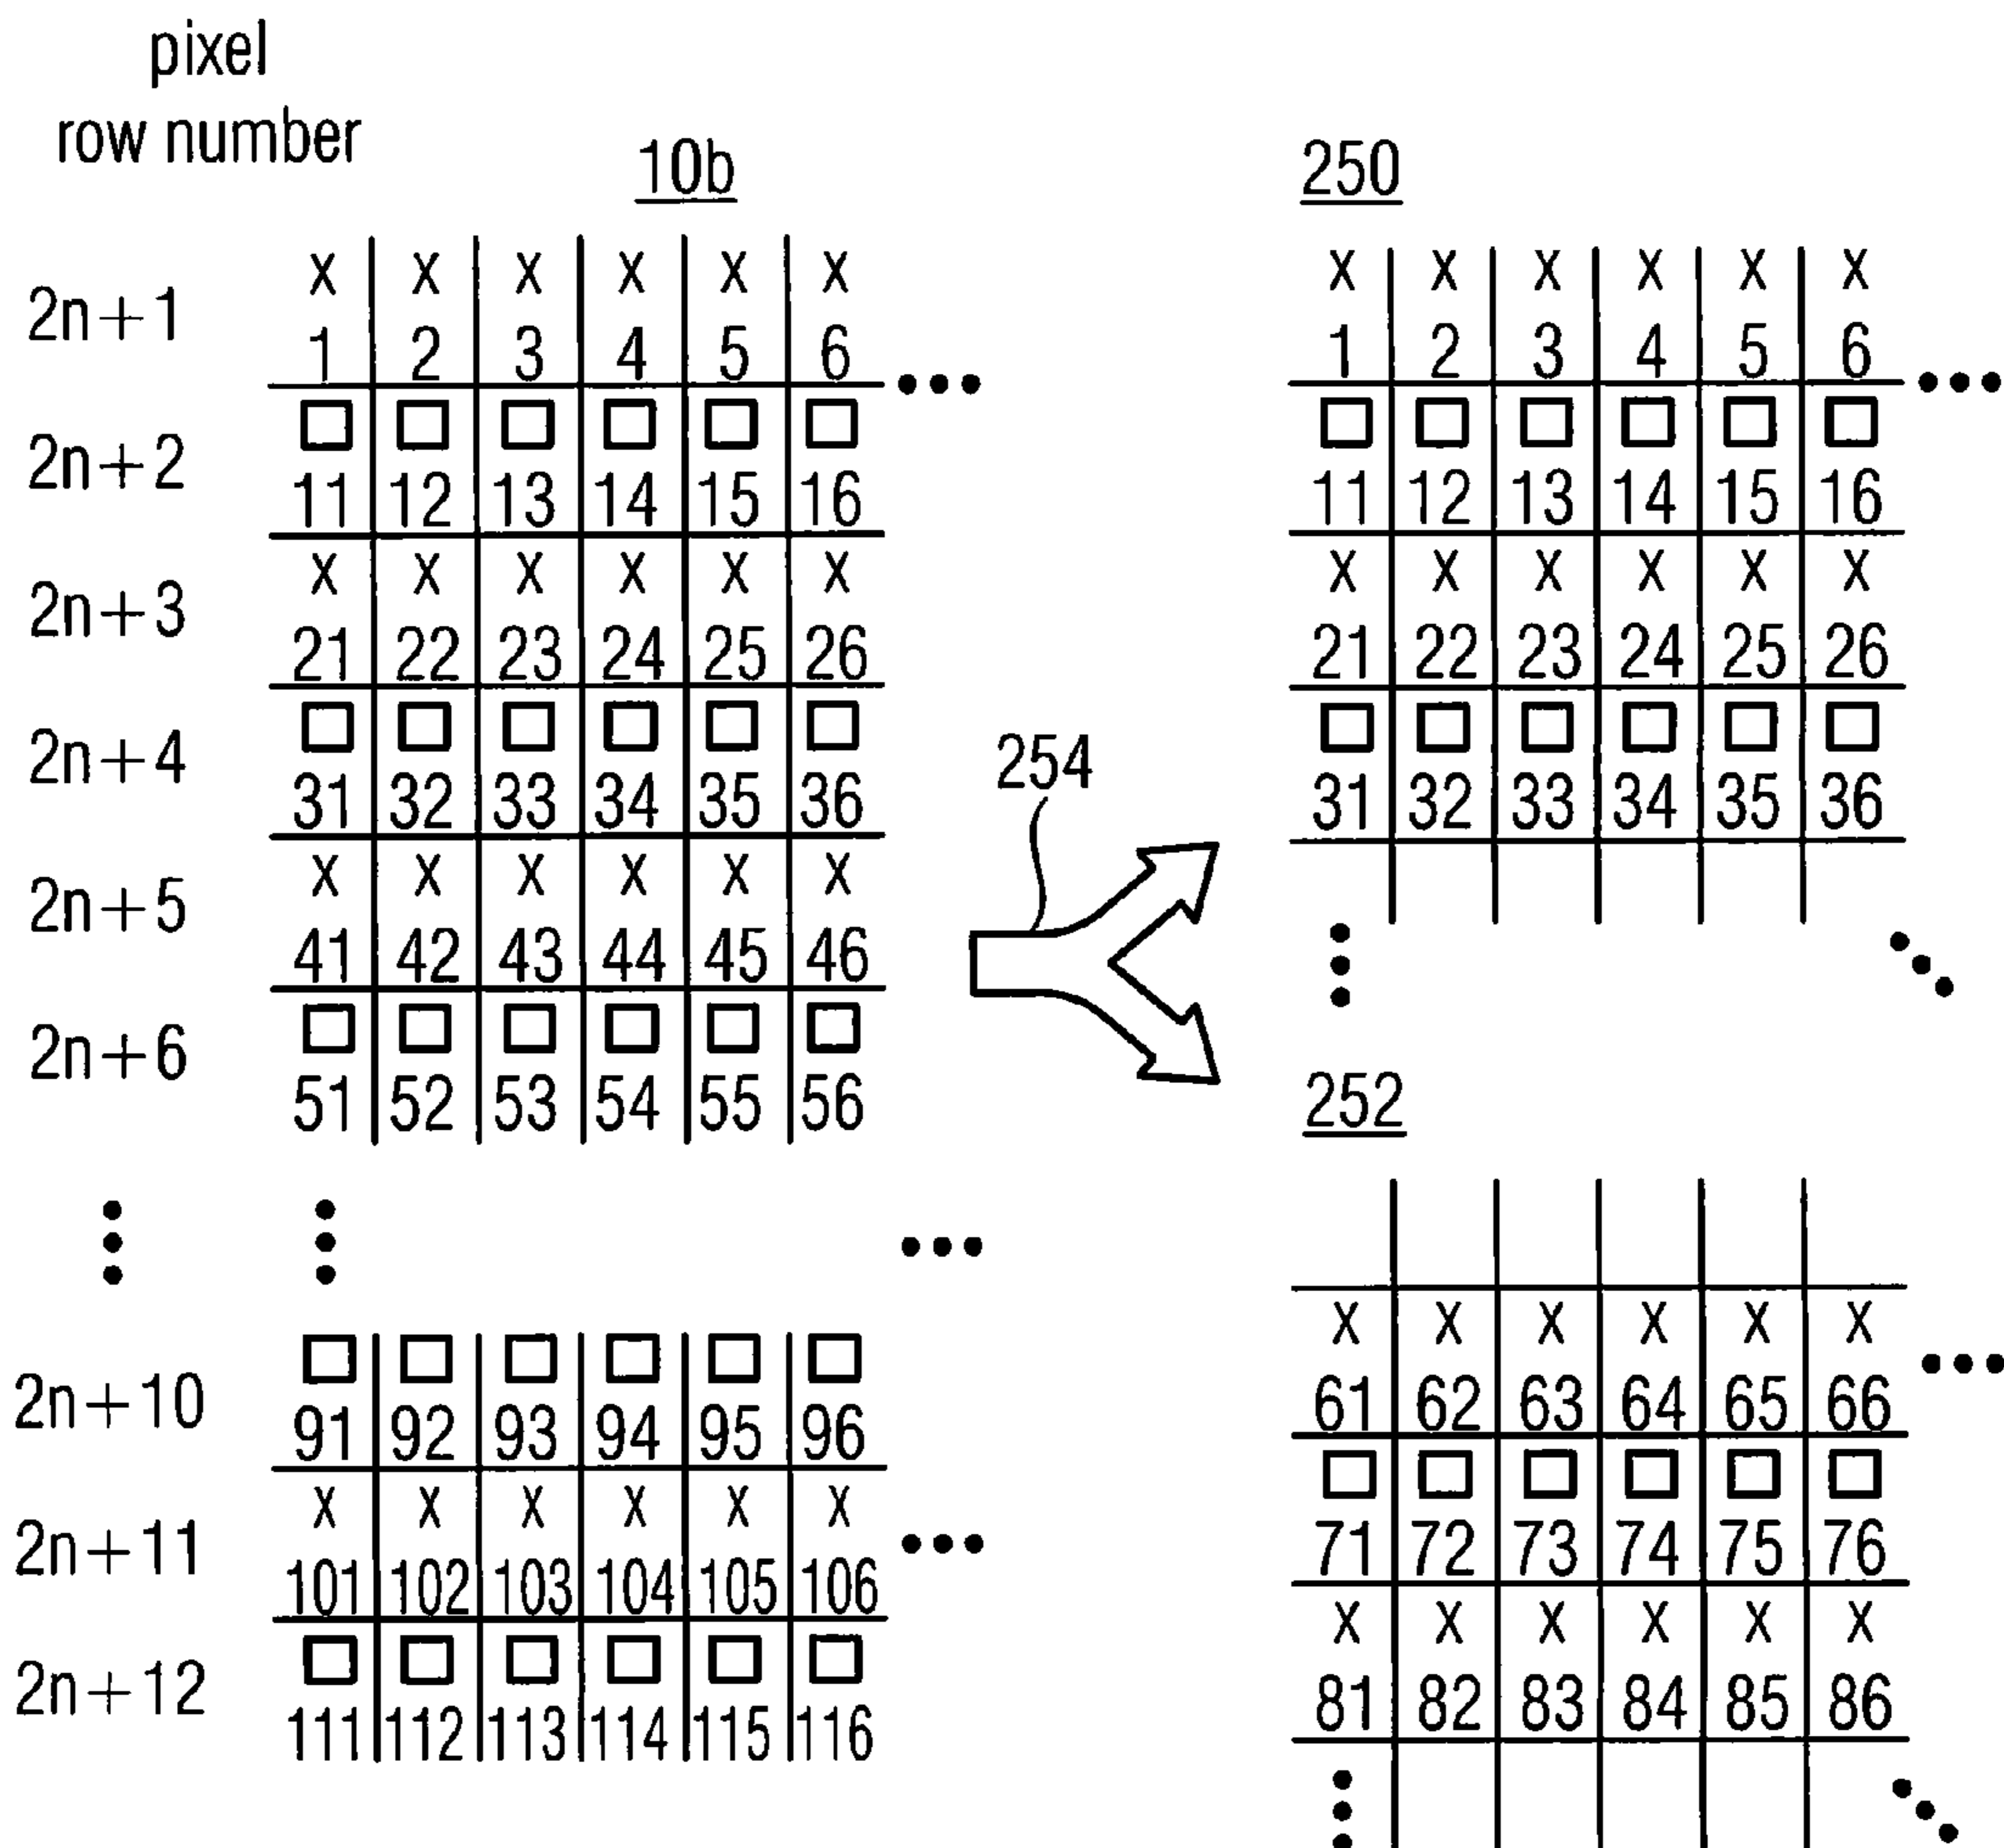 pixel
row number
10b
2n+1
x x x x x x
1 2 3 4 5 6
2n+2
11 12 13 14 15 16
2n+3
x x x x x x
21 22 23 24 25 26
2n+4
31 32 33 34 35 36
2n+5
x x x x x x
41 42 43 44 45 46
2n+6
51 52 53 54 55 56
2n+10
91 92 93 94 95 96
2n+11
x x x x x x
101 102 103 104 105 106
2n+12
111 112 113 114 115 116
254
250
x x x x x x
1 2 3 4 5 6
11 12 13 14 15 16
x x x x x x
21 22 23 24 25 26
31 32 33 34 35 36
252
x x x x x x
61 62 63 64 65 66
71 72 73 74 75 76
x x x x x x
81 82 83 84 85 86